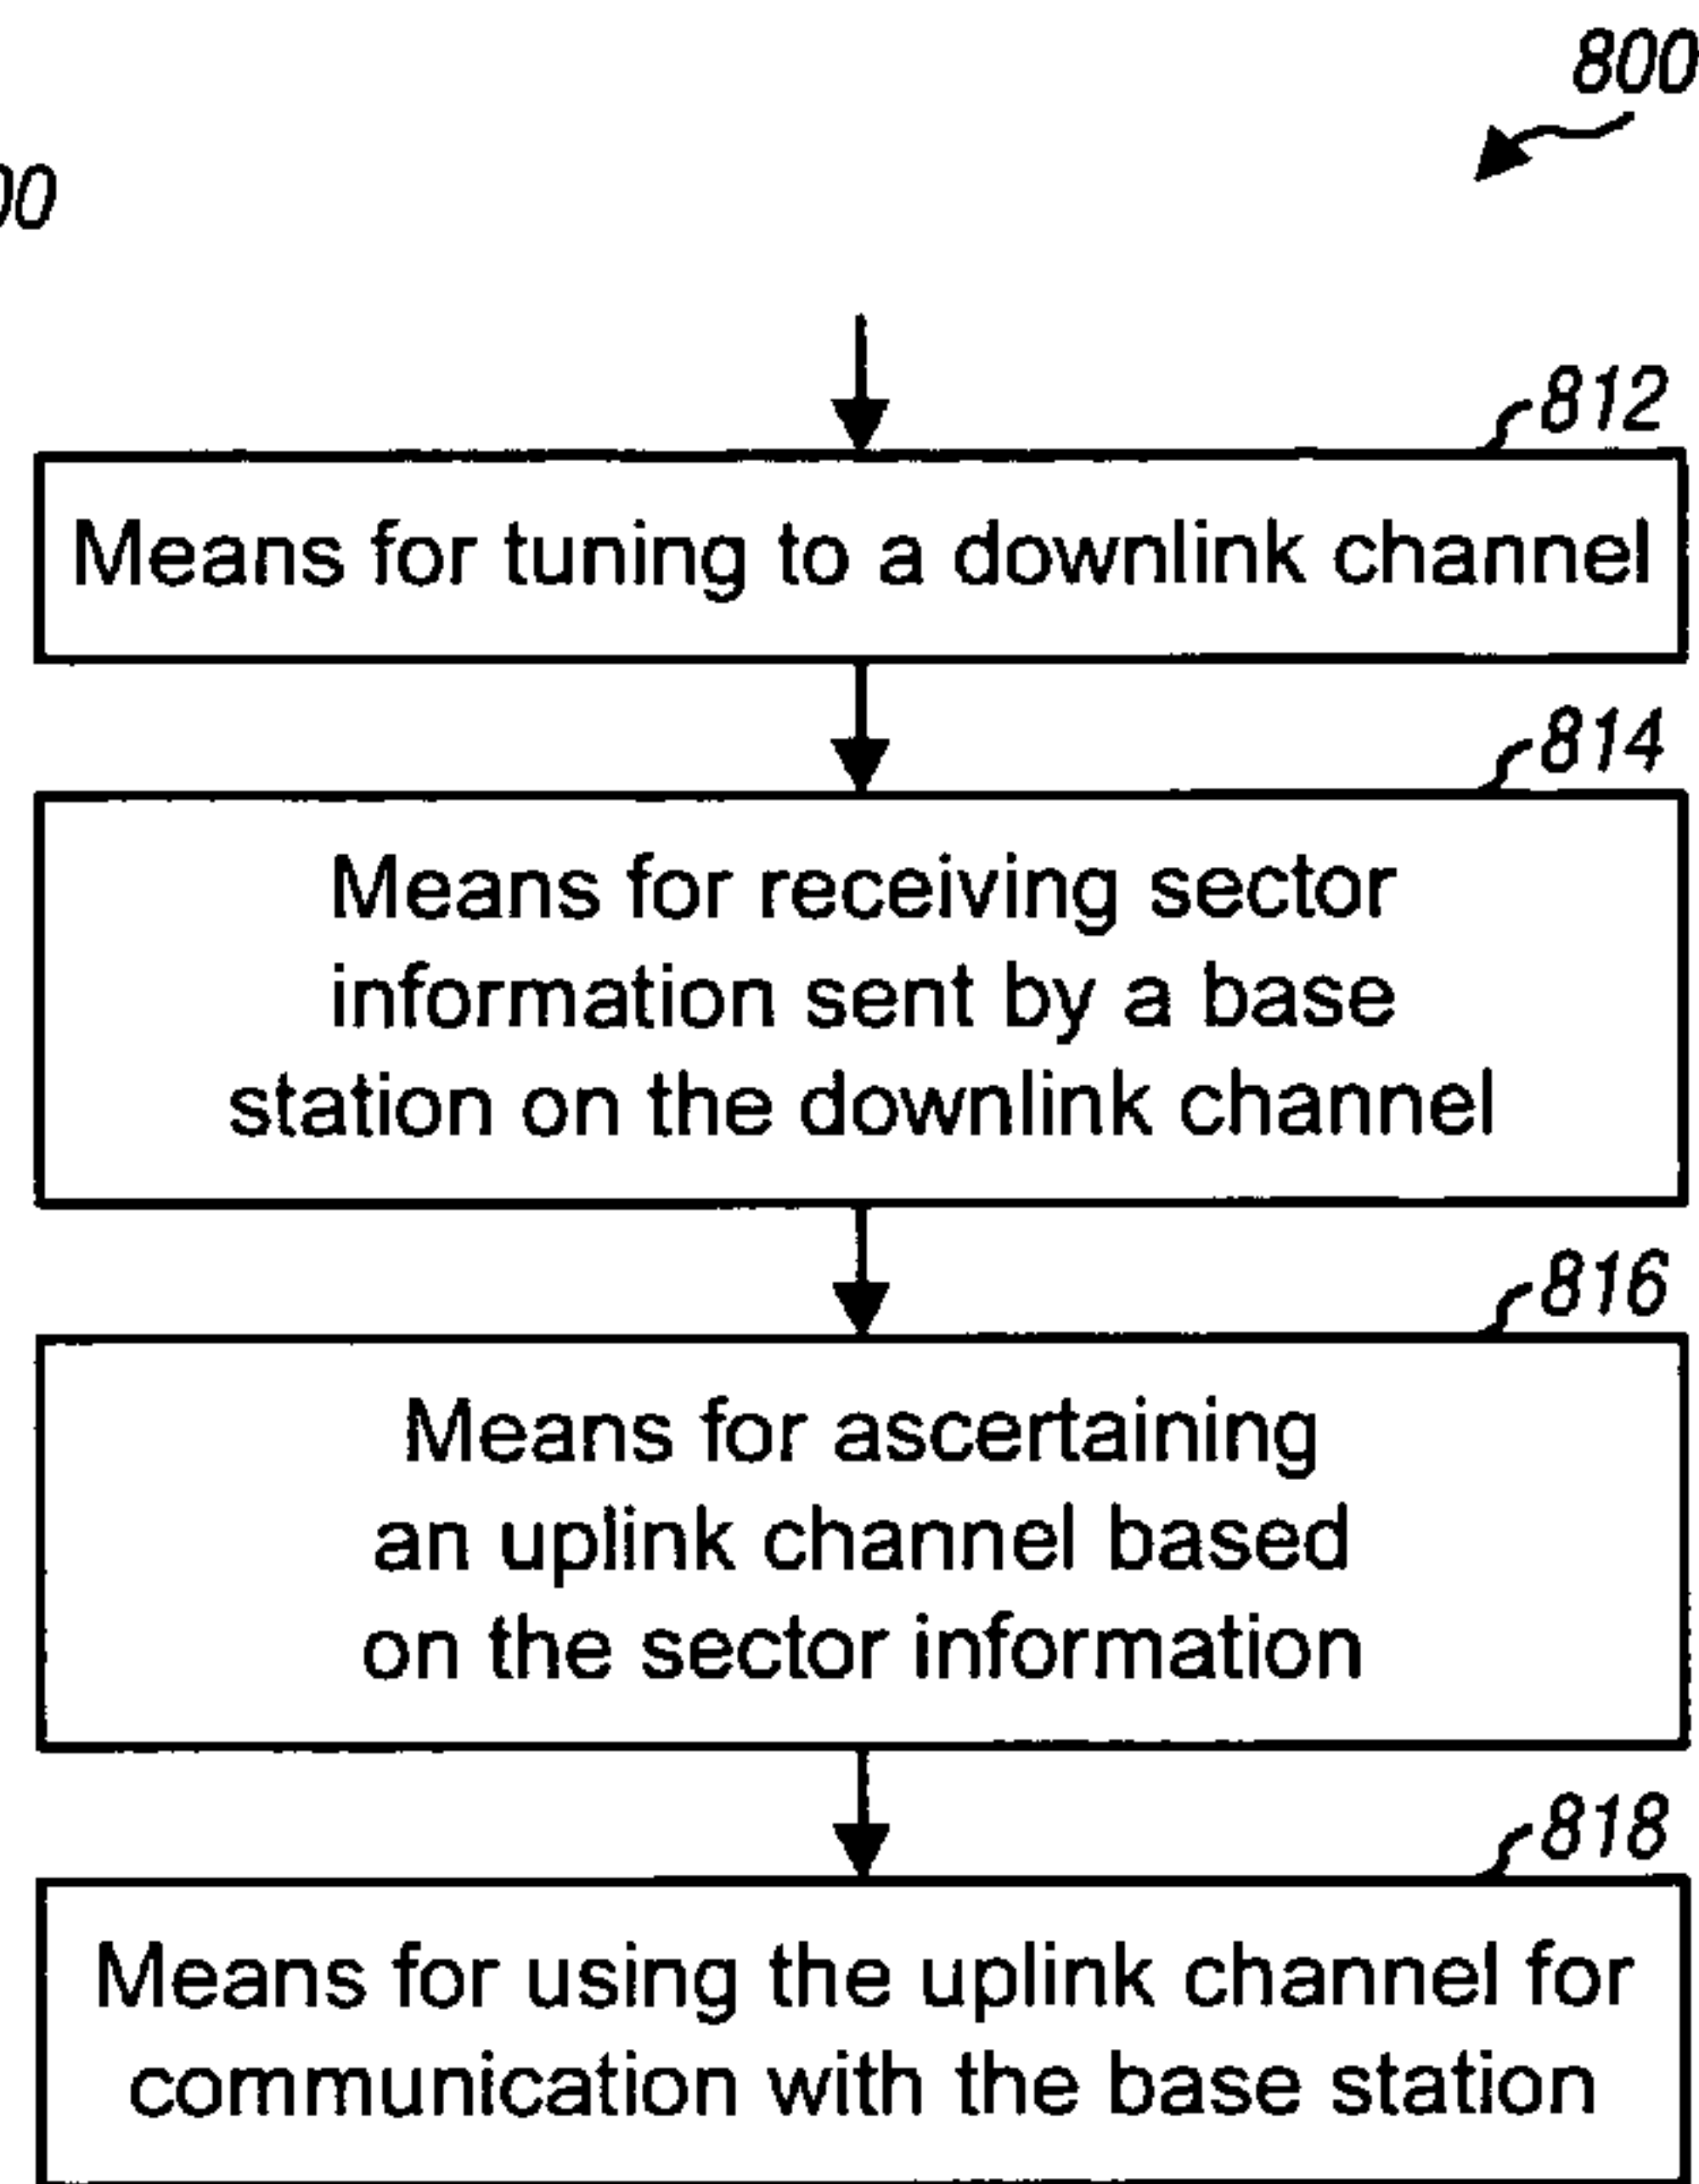 800
00
812
Means for tuning to a downlink channel
814
Means for receiving sector
information sent by a base
station on the downlink channel
816
Means for ascertaining
an uplink channel based
on the sector information
818
Means for using the uplink channel for
communication with the base station